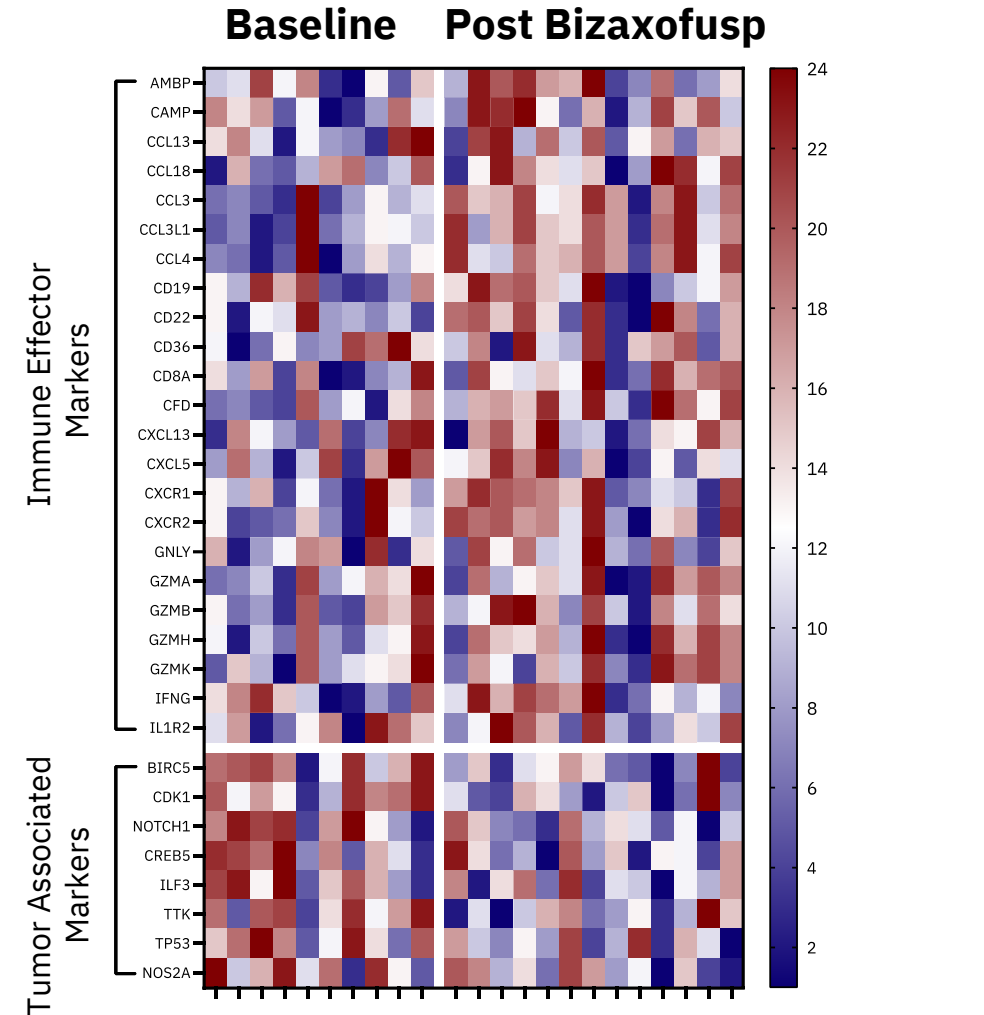 Baseline
Post Bizaxofusp
Immune Effector
Markers
AMBP
CAMP
CCL13
CCL18
CCL3
CCL3L1
CCL4
CD19
CD22
CD36
CD8A
CFD
CXCL13
CXCL5
CXCR1
CXCR2
GNLY
GZMA
GZMB
GZMH
GZMK
IFNG
IL1R2
Tumor Associated
Markers
BIRC5
CDK1
NOTCH1
CREB5
ILF3
TTK
TP53
NOS2A
24
22
20
18
16
14
12
10
8
6
4
2